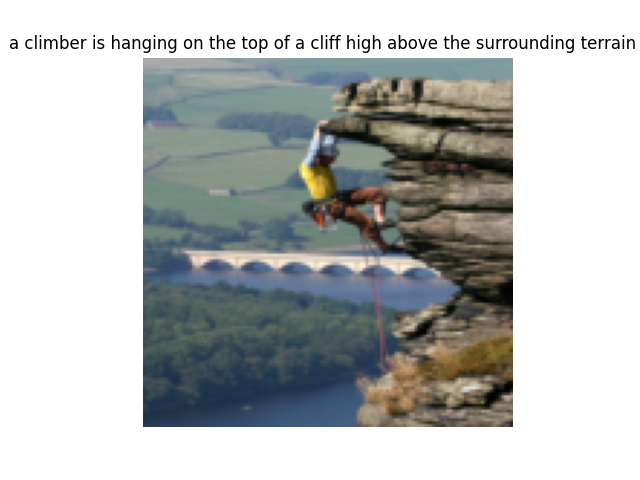 a climber is hanging on the top of a cliff high above the surrounding terrain